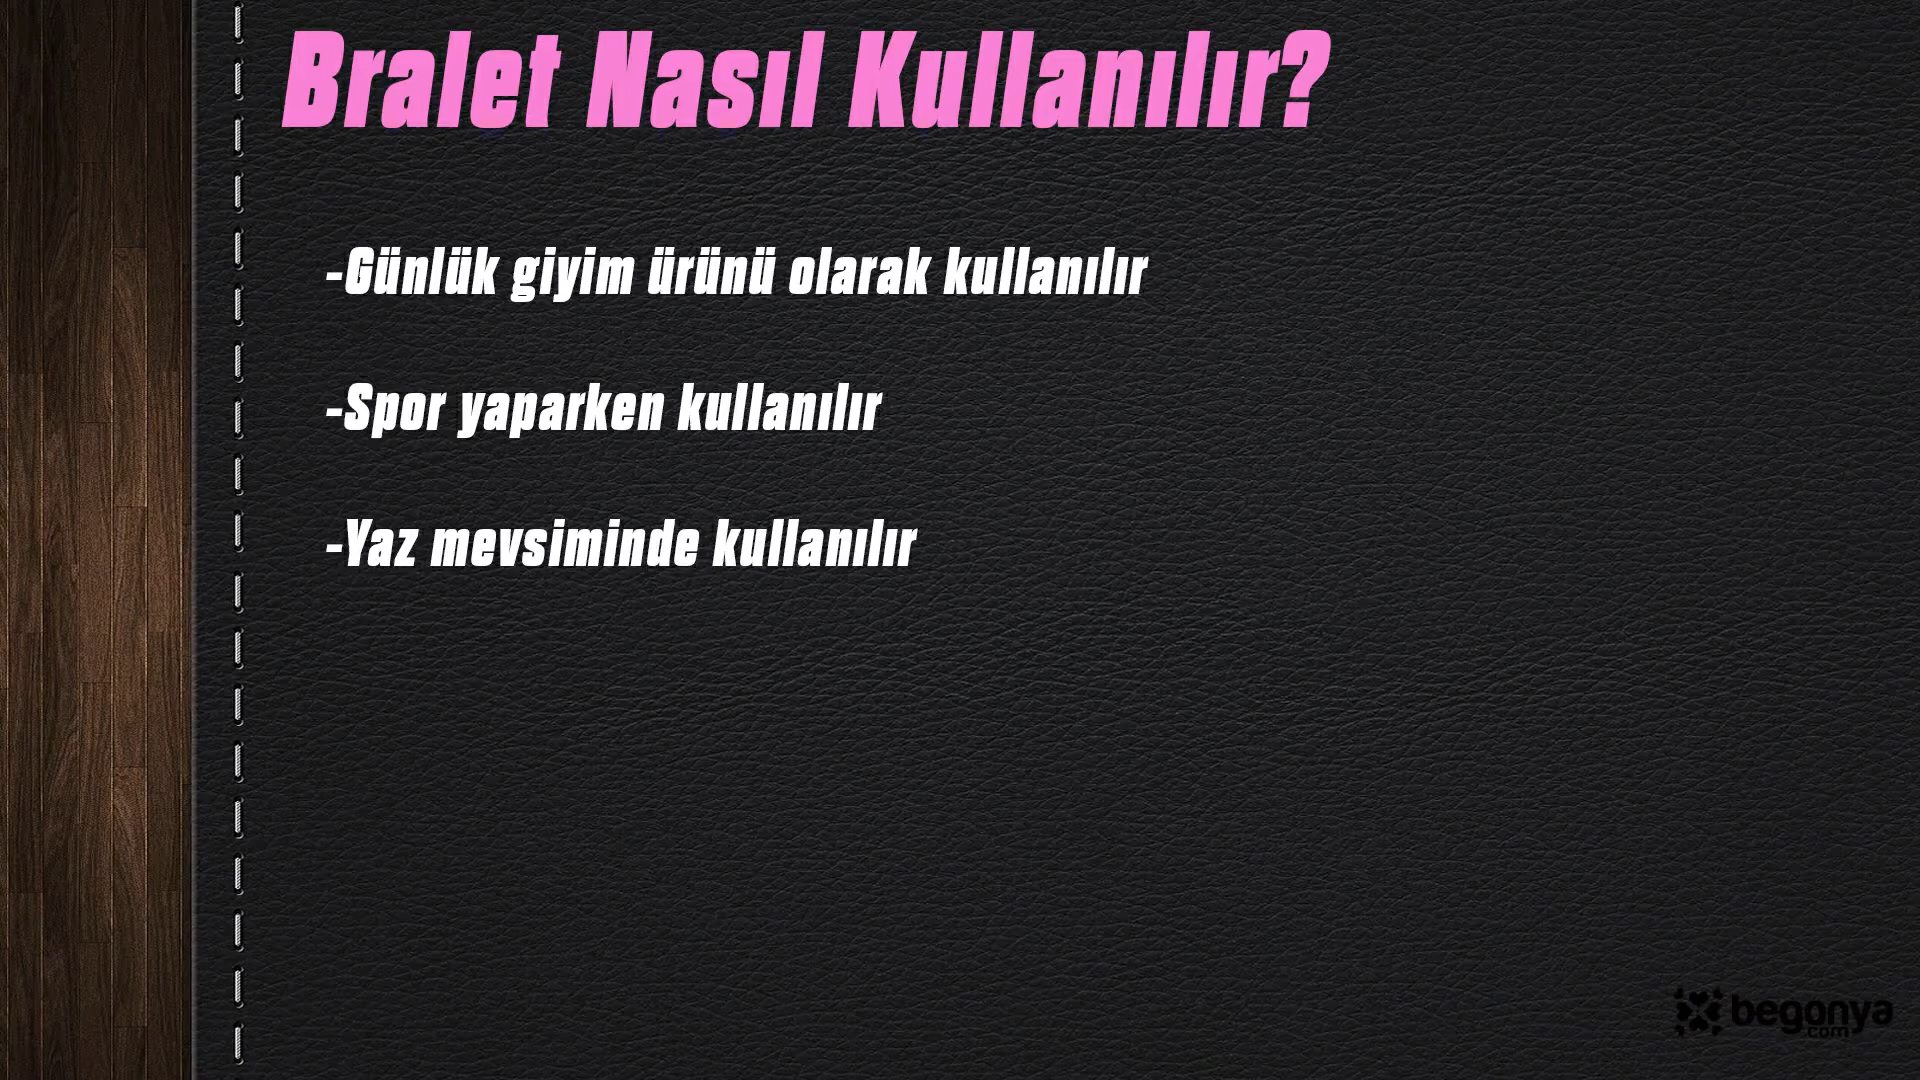 Bralet Nasıl Kullanılır?
-Günlük giyim ürünü olarak kullanılır
-Spor yaparken kullanılır
-Yaz mevsiminde kullanılır
begonya
.com